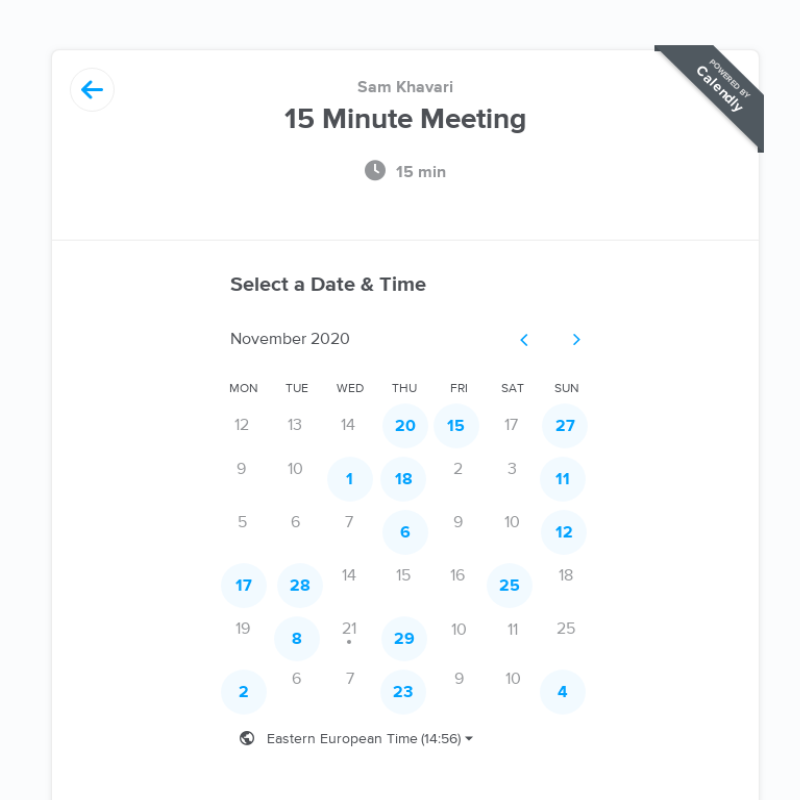 POWERED BY
Calendly
Sam Khavari
15 Minute Meeting
15 min
Select a Date & Time
November 2020
MON TUE WED THU FRI SAT SUN
12 13 14 20 15 17 27
9 10 1 18 2 3 11
5 6 7 6 9 10 12
17 28 14 15 16 25 18
19 8 21 29 10 11 25
2 6 7 23 9 10 4
Eastern European Time (14:56)